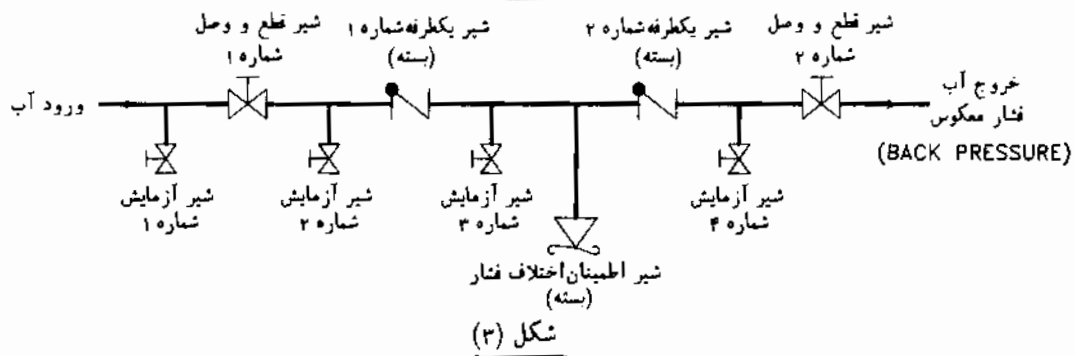 شیر قطع و وصل
شماره ۱
شیر یکطرفه شماره ۱
(بسته)
شیر یکطرفه شماره ۲
(بسته)
شیر قطع و وصل
شماره ۲
ورود آب
خروج آب
فشار معکوس
(BACK PRESSURE)
شیر آزمایش
شماره ۱
شیر آزمایش
شماره ۲
شیر آزمایش
شماره ۳
شیر آزمایش
شماره ۴
شیر اطمینان اختلاف فشار
(بسته)
شکل (۳)